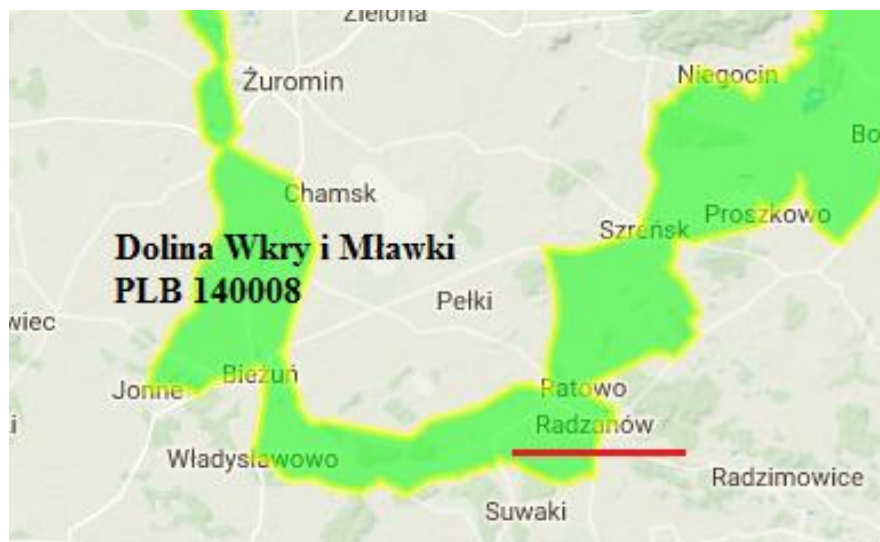 Zielona
Żuromin
Niegocin
Bo
Chamsk
Proszkowo
Szreńsk
Dolina Wkry i Mławki
PLB 140008
Pełki
wiec
Bieżuń
Jonne
Ratowo
i
Radzanów
Władysławowo
Radzimowice
Suwaki